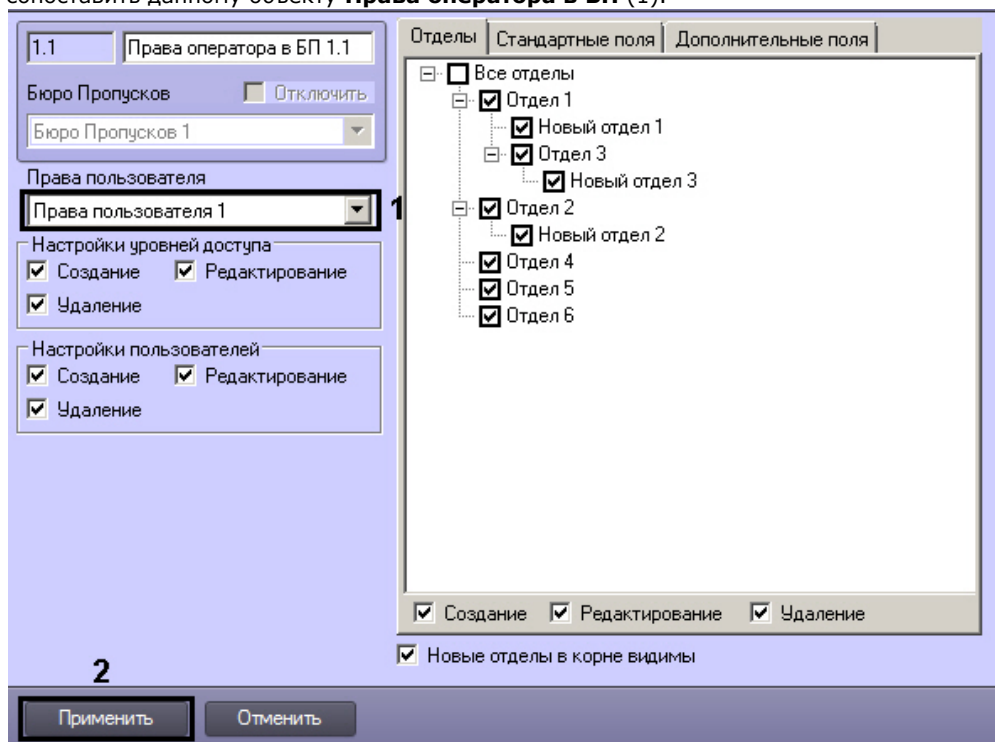 сопоставить данному объекту Права оператора в БП (1).
1.1 Права оператора в БП 1.1
Бюро Пропусков Отключить
Бюро Пропусков 1
Права пользователя
Права пользователя 1
1
Настройки уровней доступа
Создание Редактирование
Удаление
Настройки пользователей
Создание Редактирование
Удаление
Отделы Стандартные поля Дополнительные поля
Все отделы
Отдел 1
Новый отдел 1
Отдел 3
Новый отдел 3
Отдел 2
Новый отдел 2
Отдел 4
Отдел 5
Отдел 6
Создание Редактирование Удаление
Новые отделы в корне видимы
2
Применить Отменить